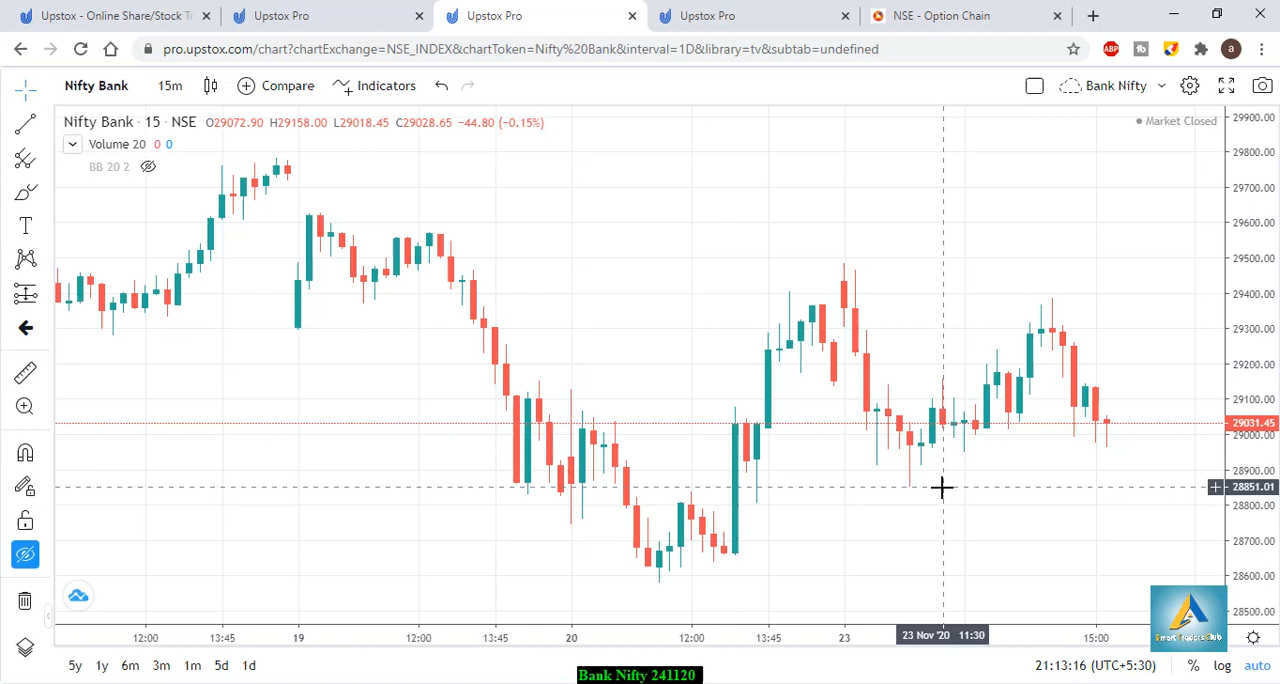 Upstox - Online Share/Stock Tr
Upstox Pro
Upstox Pro
Upstox Pro
NSE - Option Chain
pro.upstox.com/chart?chartExchange=NSE_INDEX&chartToken=Nifty%20Bank&interval=1D&library=tv&subtab=undefined
ABP
tb
a
Nifty Bank
15m
Compare
Indicators
Bank Nifty
Nifty Bank · 15 · NSE O29072.90 H29158.00 L29018.45 C29028.65 −44.80 (−0.15%)
Market Closed
Volume 20 0 0
BB 20 2
29900.00
29800.00
29700.00
29600.00
29500.00
29400.00
29300.00
29200.00
29100.00
29031.45
29000.00
28900.00
28851.01
28800.00
28700.00
28600.00
28500.00
12:00 13:45 19 12:00 13:45 20 12:00 13:45 23 23 Nov '20 11:30 15:00
Smart Traders Club
5y 1y 6m 3m 1m 5d 1d
21:13:16 (UTC+5:30) % log auto
Bank Nifty 241120